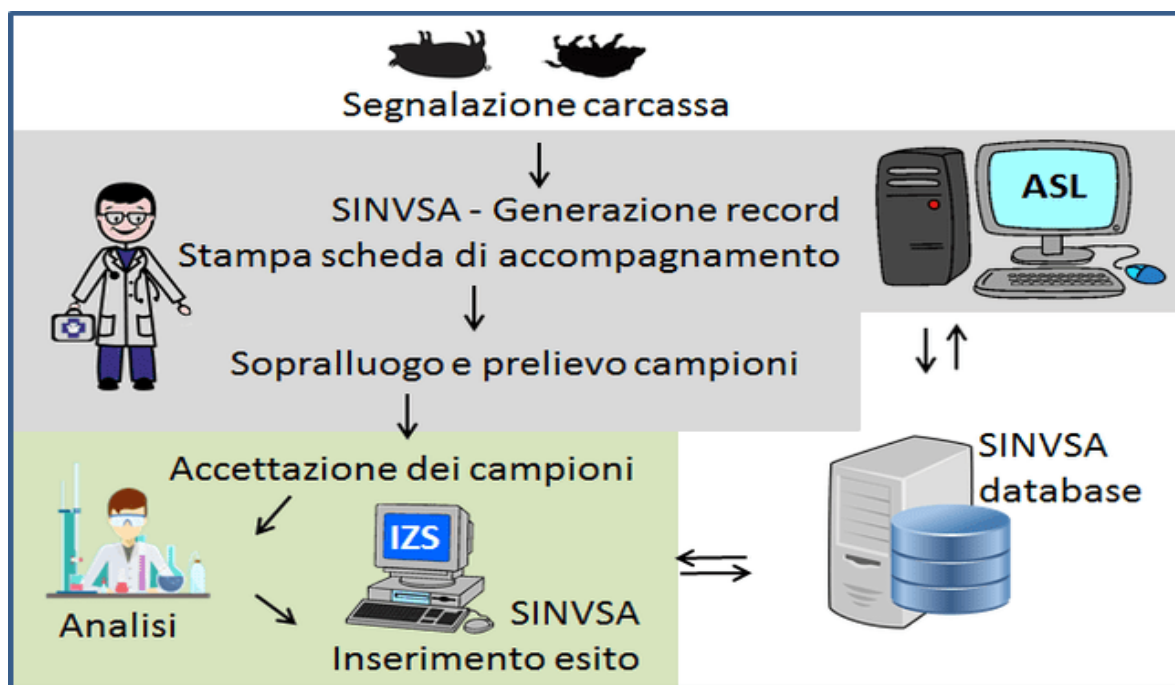 Segnalazione carcassa
SINVSA - Generazione record
Stampa scheda di accompagnamento
ASL
Sopralluogo e prelievo campioni
Accettazione dei campioni
SINVSA
database
IZS
Analisi
SINVSA
Inserimento esito